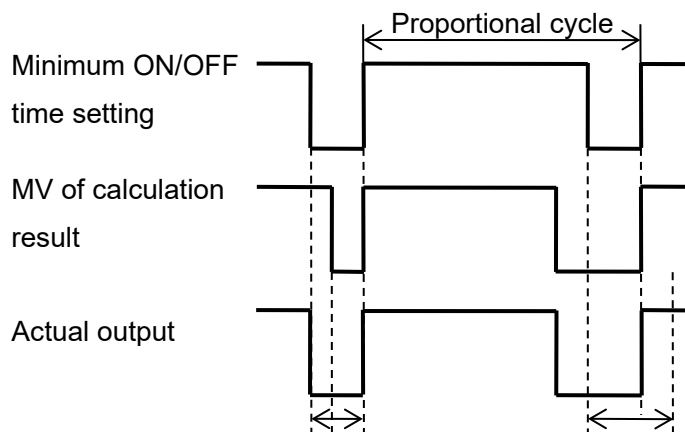 Proportional cycle
Minimum ON/OFF
time setting
MV of calculation
result
Actual output